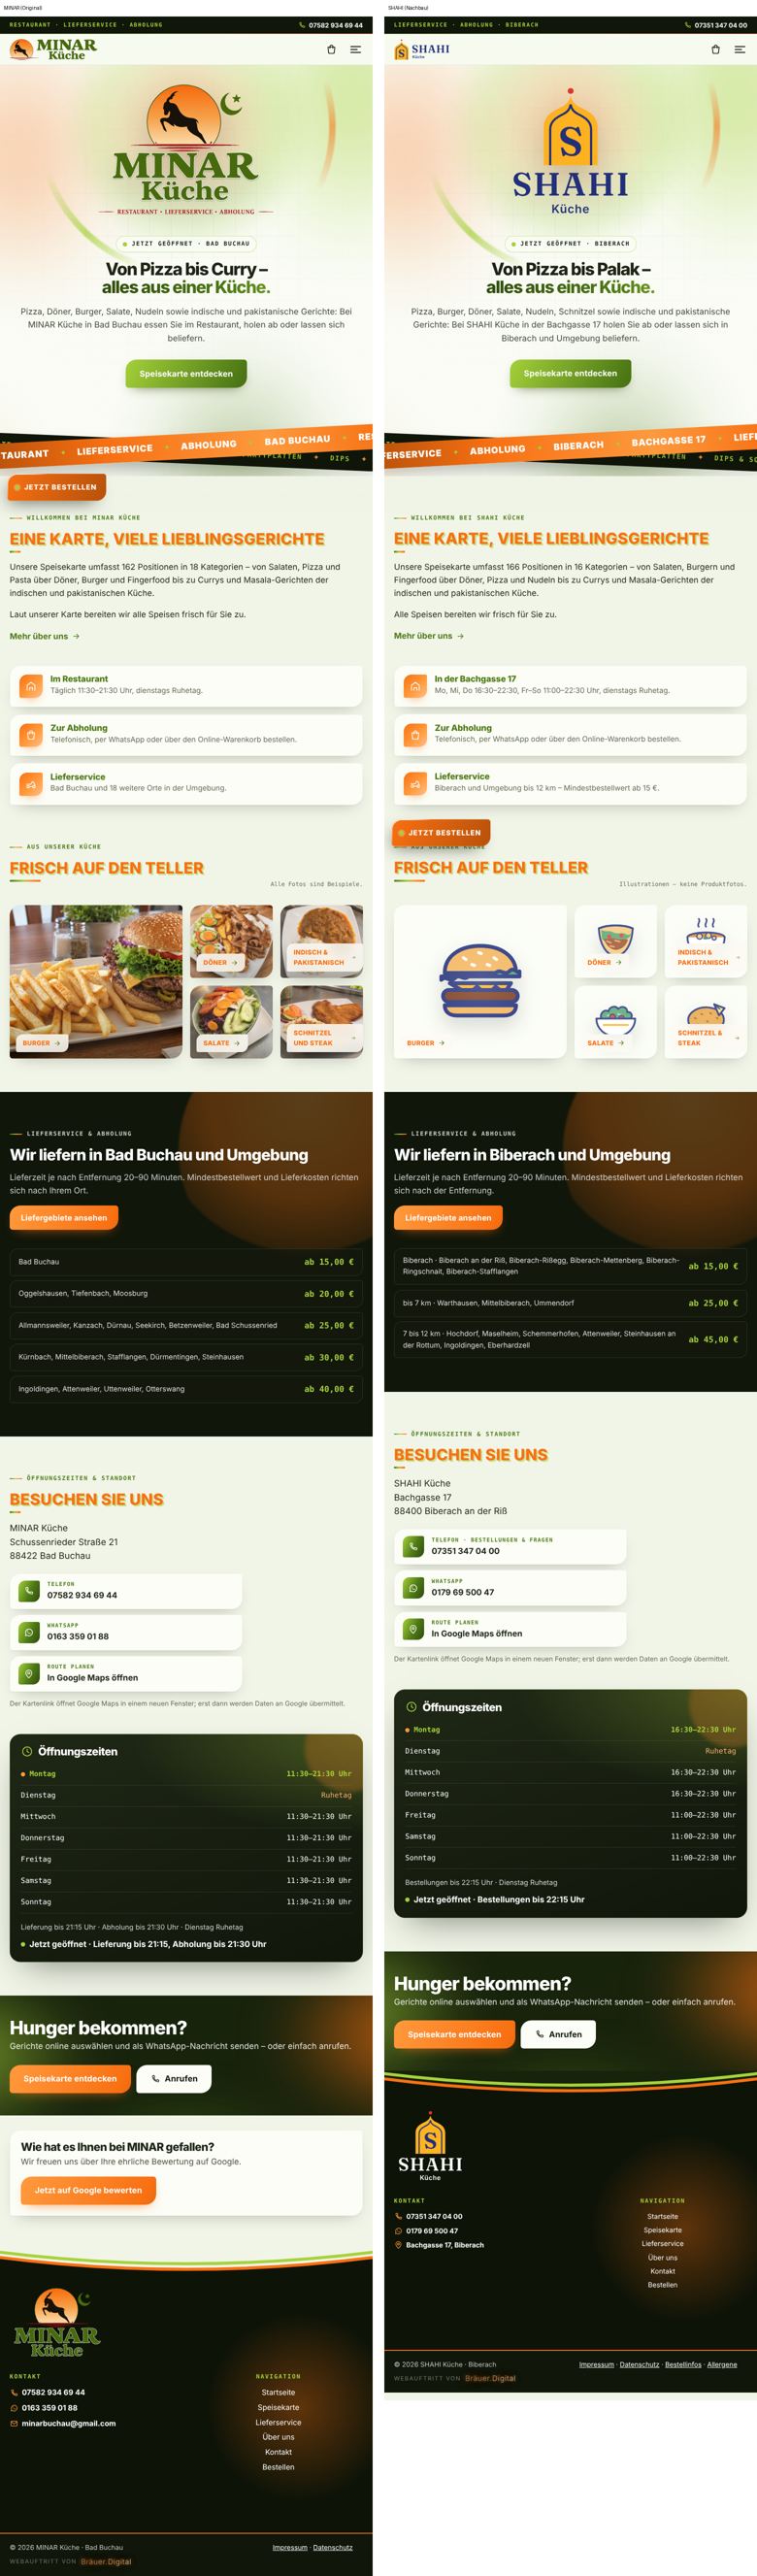 MINAR (Original)
RESTAURANT · LIEFERSERVICE · ABHOLUNG
07582 934 69 44
MINAR
Küche
MINAR
Küche
RESTAURANT • LIEFERSERVICE • ABHOLUNG
JETZT GEÖFFNET · BAD BUCHAU
Von Pizza bis Curry –
alles aus einer Küche.
Pizza, Döner, Burger, Salate, Nudeln sowie indische und pakistanische Gerichte: Bei
MINAR Küche in Bad Buchau essen Sie im Restaurant, holen ab oder lassen sich
beliefern.
Speisekarte entdecken
TAURANT LIEFERSERVICE ABHOLUNG BAD BUCHAU RE
DIPS
JETZT BESTELLEN
WILLKOMMEN BEI MINAR KÜCHE
EINE KARTE, VIELE LIEBLINGSGERICHTE
Unsere Speisekarte umfasst 162 Positionen in 18 Kategorien – von Salaten, Pizza und
Pasta über Döner, Burger und Fingerfood bis zu Currys und Masala-Gerichten der
indischen und pakistanischen Küche.
Laut unserer Karte bereiten wir alle Speisen frisch für Sie zu.
Mehr über uns →
Im Restaurant
Täglich 11:30–21:30 Uhr, dienstags Ruhetag.
Zur Abholung
Telefonisch, per WhatsApp oder über den Online-Warenkorb bestellen.
Lieferservice
Bad Buchau und 18 weitere Orte in der Umgebung.
AUS UNSERER KÜCHE
FRISCH AUF DEN TELLER
Alle Fotos sind Beispiele.
BURGER →
DÖNER →
INDISCH &
PAKISTANISCH →
SALATE →
SCHNITZEL
UND STEAK →
LIEFERSERVICE & ABHOLUNG
Wir liefern in Bad Buchau und Umgebung
Lieferzeit je nach Entfernung 20–90 Minuten. Mindestbestellwert und Lieferkosten richten
sich nach Ihrem Ort.
Liefergebiete ansehen
Bad Buchau ab 15,00 €
Oggelshausen, Tiefenbach, Moosburg ab 20,00 €
Allmannsweiler, Kanzach, Dürnau, Seekirch, Betzenweiler, Bad Schussenried ab 25,00 €
Kürnbach, Mittelbiberach, Stafflangen, Dürmentingen, Steinhausen ab 30,00 €
Ingoldingen, Attenweiler, Uttenweiler, Otterswang ab 40,00 €
ÖFFNUNGSZEITEN & STANDORT
BESUCHEN SIE UNS
MINAR Küche
Schussenrieder Straße 21
88422 Bad Buchau
TELEFON
07582 934 69 44
WHATSAPP
0163 359 01 88
ROUTE PLANEN
In Google Maps öffnen
Der Kartenlink öffnet Google Maps in einem neuen Fenster; erst dann werden Daten an Google übermittelt.
Öffnungszeiten
Montag 11:30–21:30 Uhr
Dienstag Ruhetag
Mittwoch 11:30–21:30 Uhr
Donnerstag 11:30–21:30 Uhr
Freitag 11:30–21:30 Uhr
Samstag 11:30–21:30 Uhr
Sonntag 11:30–21:30 Uhr
Lieferung bis 21:15 Uhr · Abholung bis 21:30 Uhr · Dienstag Ruhetag
Jetzt geöffnet · Lieferung bis 21:15, Abholung bis 21:30 Uhr
Hunger bekommen?
Gerichte online auswählen und als WhatsApp-Nachricht senden – oder einfach anrufen.
Speisekarte entdecken
Anrufen
Wie hat es Ihnen bei MINAR gefallen?
Wir freuen uns über Ihre ehrliche Bewertung auf Google.
Jetzt auf Google bewerten
MINAR
Küche
KONTAKT
07582 934 69 44
0163 359 01 88
minarbuchau@gmail.com
NAVIGATION
Startseite
Speisekarte
Lieferservice
Über uns
Kontakt
Bestellen
© 2026 MINAR Küche · Bad Buchau
Impressum · Datenschutz
WEBAUFTRITT VON Bräuer.Digital
SHAHI (Nachbau)
LIEFERSERVICE · ABHOLUNG · BIBERACH
07351 347 04 00
S
SHAHI
Küche
S
SHAHI
Küche
JETZT GEÖFFNET · BIBERACH
Von Pizza bis Palak –
alles aus einer Küche.
Pizza, Burger, Döner, Salate, Nudeln, Schnitzel sowie indische und pakistanische
Gerichte: Bei SHAHI Küche in der Bachgasse 17 holen Sie ab oder lassen sich in
Biberach und Umgebung beliefern.
Speisekarte entdecken
ERSERVICE ABHOLUNG BIBERACH BACHGASSE 17 LIEF
DIPS & SO
WILLKOMMEN BEI SHAHI KÜCHE
EINE KARTE, VIELE LIEBLINGSGERICHTE
Unsere Speisekarte umfasst 166 Positionen in 16 Kategorien – von Salaten, Burgern und
Fingerfood über Döner, Pizza und Nudeln bis zu Currys und Masala-Gerichten der
indischen und pakistanischen Küche.
Alle Speisen bereiten wir frisch für Sie zu.
Mehr über uns →
In der Bachgasse 17
Mo, Mi, Do 16:30–22:30, Fr–So 11:00–22:30 Uhr, dienstags Ruhetag.
Zur Abholung
Telefonisch, per WhatsApp oder über den Online-Warenkorb bestellen.
Lieferservice
Biberach und Umgebung bis 12 km – Mindestbestellwert ab 15 €.
JETZT BESTELLEN
FRISCH AUF DEN TELLER
Illustrationen – keine Produktfotos.
BURGER →
DÖNER →
INDISCH &
PAKISTANISCH →
SALATE →
SCHNITZEL &
STEAK →
LIEFERSERVICE & ABHOLUNG
Wir liefern in Biberach und Umgebung
Lieferzeit je nach Entfernung 20–90 Minuten. Mindestbestellwert und Lieferkosten richten
sich nach der Entfernung.
Liefergebiete ansehen
Biberach · Biberach an der Riß, Biberach-Rißegg, Biberach-Mettenberg, Biberach-
Ringschnait, Biberach-Stafflangen ab 15,00 €
bis 7 km · Warthausen, Mittelbiberach, Ummendorf ab 25,00 €
7 bis 12 km · Hochdorf, Maselheim, Schemmerhofen, Attenweiler, Steinhausen an
der Rottum, Ingoldingen, Eberhardzell ab 45,00 €
ÖFFNUNGSZEITEN & STANDORT
BESUCHEN SIE UNS
SHAHI Küche
Bachgasse 17
88400 Biberach an der Riß
TELEFON · BESTELLUNGEN & FRAGEN
07351 347 04 00
WHATSAPP
0179 69 500 47
ROUTE PLANEN
In Google Maps öffnen
Der Kartenlink öffnet Google Maps in einem neuen Fenster; erst dann werden Daten an Google übermittelt.
Öffnungszeiten
Montag 16:30–22:30 Uhr
Dienstag Ruhetag
Mittwoch 16:30–22:30 Uhr
Donnerstag 16:30–22:30 Uhr
Freitag 11:00–22:30 Uhr
Samstag 11:00–22:30 Uhr
Sonntag 11:00–22:30 Uhr
Bestellungen bis 22:15 Uhr · Dienstag Ruhetag
Jetzt geöffnet · Bestellungen bis 22:15 Uhr
Hunger bekommen?
Gerichte online auswählen und als WhatsApp-Nachricht senden – oder einfach anrufen.
Speisekarte entdecken
Anrufen
S
SHAHI
Küche
KONTAKT
07351 347 04 00
0179 69 500 47
Bachgasse 17, Biberach
NAVIGATION
Startseite
Speisekarte
Lieferservice
Über uns
Kontakt
Bestellen
© 2026 SHAHI Küche · Biberach
Impressum · Datenschutz · Bestellinfos · Allergene
WEBAUFTRITT VON Bräuer.Digital